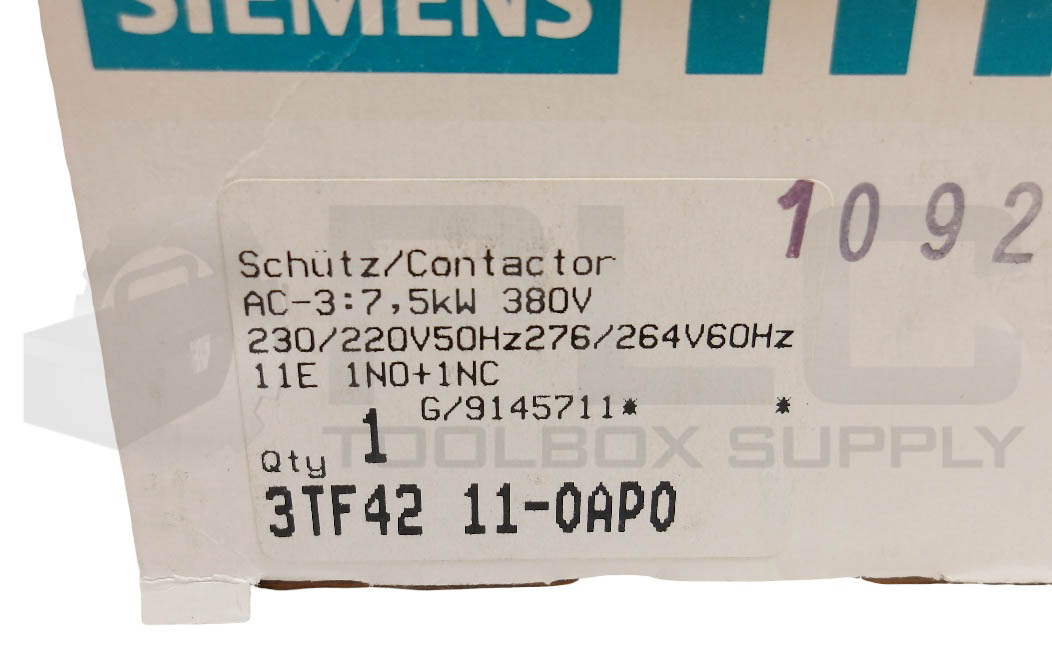 SIEMENS
1092
Schütz/Contactor
AC-3:7,5kW 380V
230/220V50Hz276/264V60Hz
11E 1NO+1NC
G/9145711* *
Qty 1
3TF42 11-0AP0
PLC
TOOLBOX SUPPLY